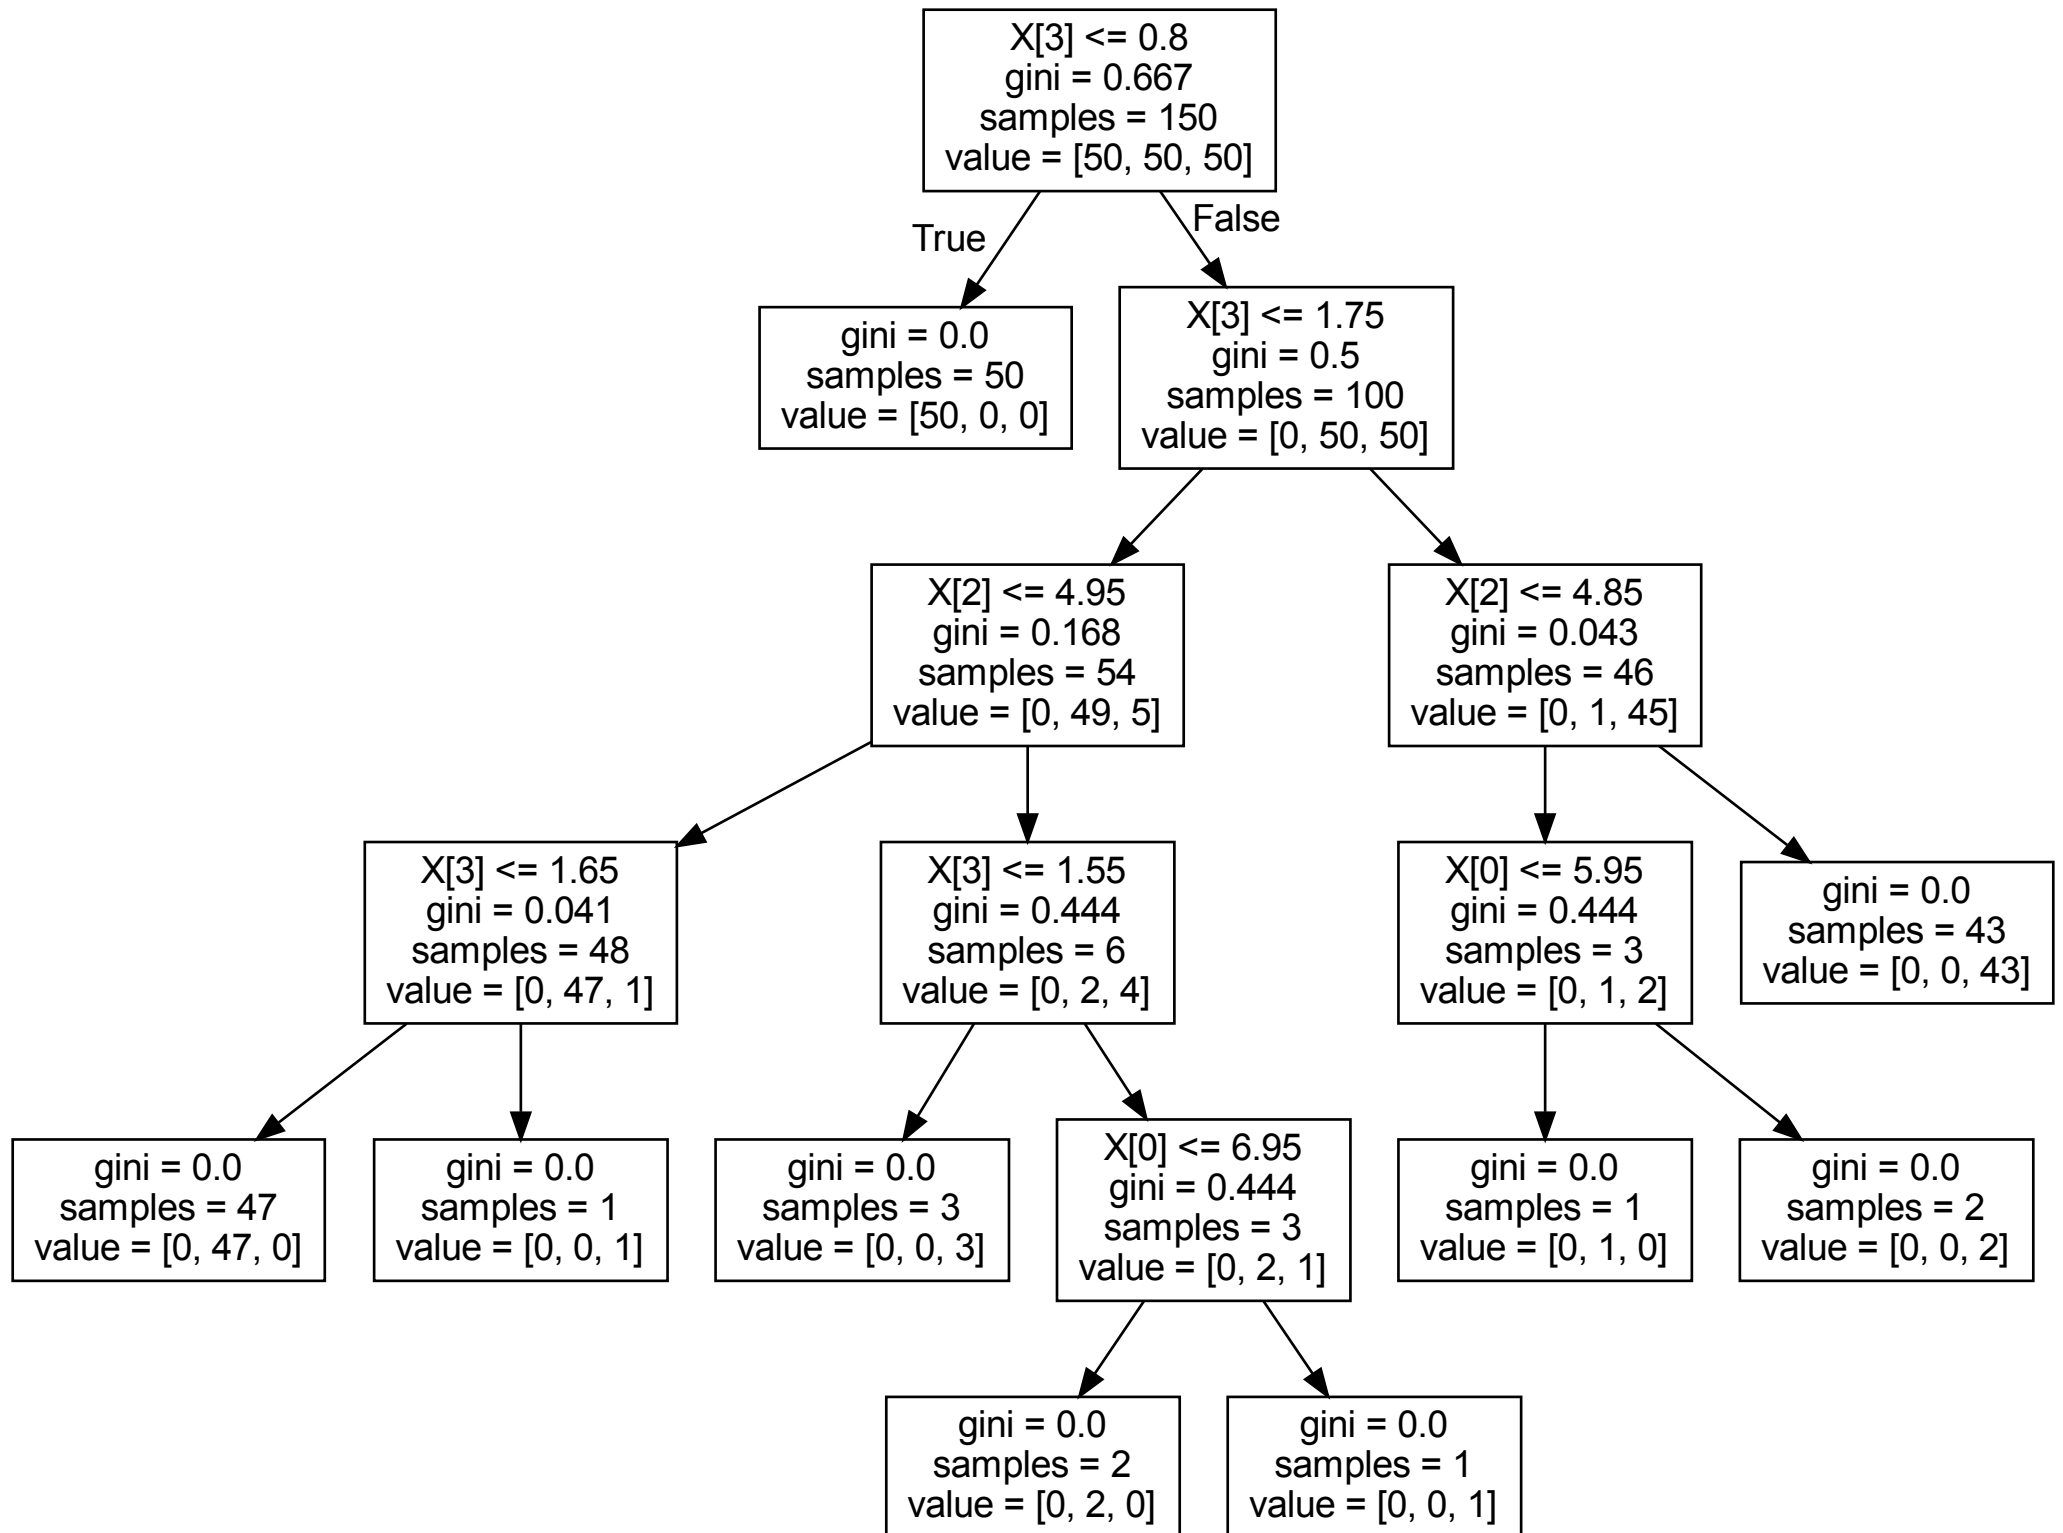 X[3] <= 0.8
gini = 0.667
samples = 150
value = [50, 50, 50]
True
False
gini = 0.0
samples = 50
value = [50, 0, 0]
X[3] <= 1.75
gini = 0.5
samples = 100
value = [0, 50, 50]
X[2] <= 4.95
gini = 0.168
samples = 54
value = [0, 49, 5]
X[2] <= 4.85
gini = 0.043
samples = 46
value = [0, 1, 45]
X[3] <= 1.65
gini = 0.041
samples = 48
value = [0, 47, 1]
X[3] <= 1.55
gini = 0.444
samples = 6
value = [0, 2, 4]
X[0] <= 5.95
gini = 0.444
samples = 3
value = [0, 1, 2]
gini = 0.0
samples = 43
value = [0, 0, 43]
gini = 0.0
samples = 47
value = [0, 47, 0]
gini = 0.0
samples = 1
value = [0, 0, 1]
gini = 0.0
samples = 3
value = [0, 0, 3]
X[0] <= 6.95
gini = 0.444
samples = 3
value = [0, 2, 1]
gini = 0.0
samples = 1
value = [0, 1, 0]
gini = 0.0
samples = 2
value = [0, 0, 2]
gini = 0.0
samples = 2
value = [0, 2, 0]
gini = 0.0
samples = 1
value = [0, 0, 1]